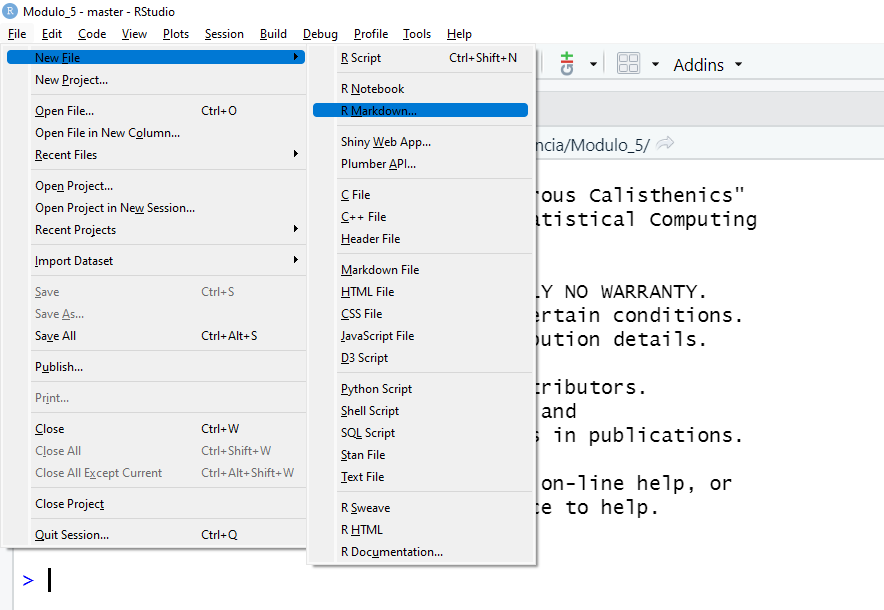 R Modulo_5 - master - RStudio
File Edit Code View Plots Session Build Debug Profile Tools Help
New File
New Project...
Open File... Ctrl+O
Open File in New Column...
Recent Files
Open Project...
Open Project in New Session...
Recent Projects
Import Dataset
Save Ctrl+S
Save As...
Save All Ctrl+Alt+S
Publish...
Print...
Close Ctrl+W
Close All Ctrl+Shift+W
Close All Except Current Ctrl+Alt+Shift+W
Close Project
Quit Session... Ctrl+Q
R Script Ctrl+Shift+N
R Notebook
R Markdown...
Shiny Web App...
Plumber API...
C File
C++ File
Header File
Markdown File
HTML File
CSS File
JavaScript File
D3 Script
Python Script
Shell Script
SQL Script
Stan File
Text File
R Sweave
R HTML
R Documentation...
Git Addins
ncia/Modulo_5/
rous Calisthenics"
atistical Computing
LY NO WARRANTY.
ertain conditions.
bution details.
tributors.
and
s in publications.
on-line help, or
ce to help.
>